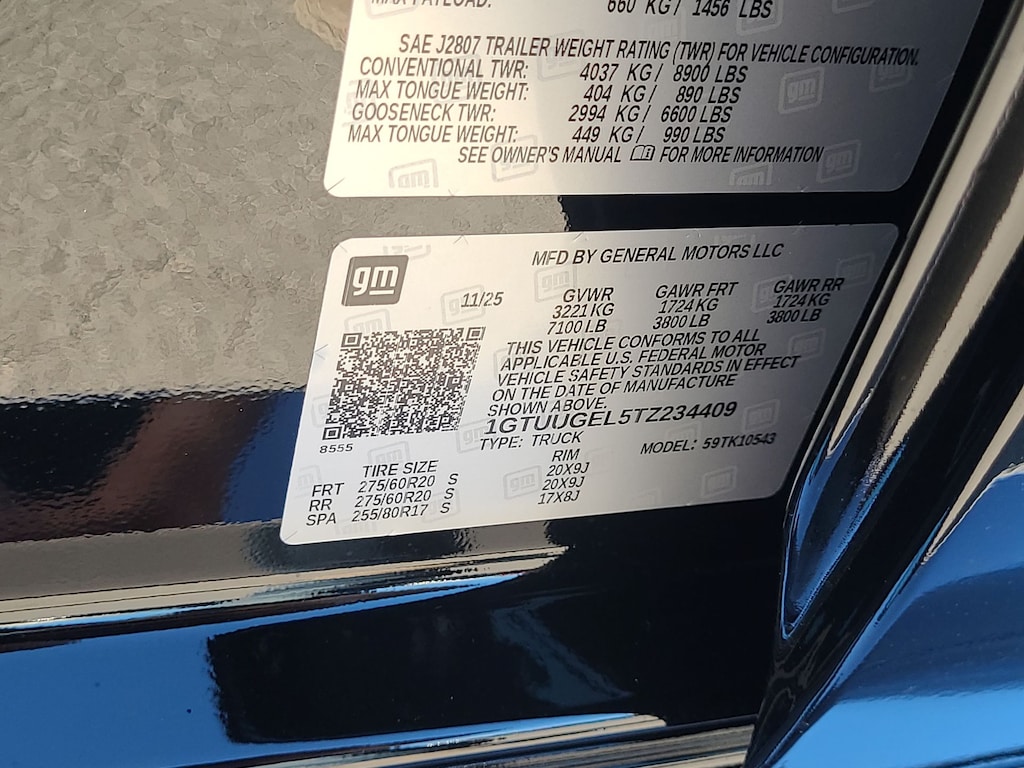 MAX PAYLOAD: 660 KG/ 1456 LBS
SAE J2807 TRAILER WEIGHT RATING (TWR) FOR VEHICLE CONFIGURATION.
CONVENTIONAL TWR: 4037 KG/ 8900 LBS
MAX TONGUE WEIGHT: 404 KG/ 890 LBS
GOOSENECK TWR: 2994 KG/ 6600 LBS
MAX TONGUE WEIGHT: 449 KG/ 990 LBS
SEE OWNER'S MANUAL FOR MORE INFORMATION
gm
MFD BY GENERAL MOTORS LLC
11/25
GVWR GAWR FRT GAWR RR
3221 KG 1724 KG 1724 KG
7100 LB 3800 LB 3800 LB
THIS VEHICLE CONFORMS TO ALL
APPLICABLE U.S. FEDERAL MOTOR
VEHICLE SAFETY STANDARDS IN EFFECT
ON THE DATE OF MANUFACTURE
SHOWN ABOVE.
1GTUUGEL5TZ234409
8555
TYPE: TRUCK MODEL: 59TK10543
TIRE SIZE RIM
FRT 275/60R20 S 20X9J
RR 275/60R20 S 20X9J
SPA 255/80R17 S 17X8J